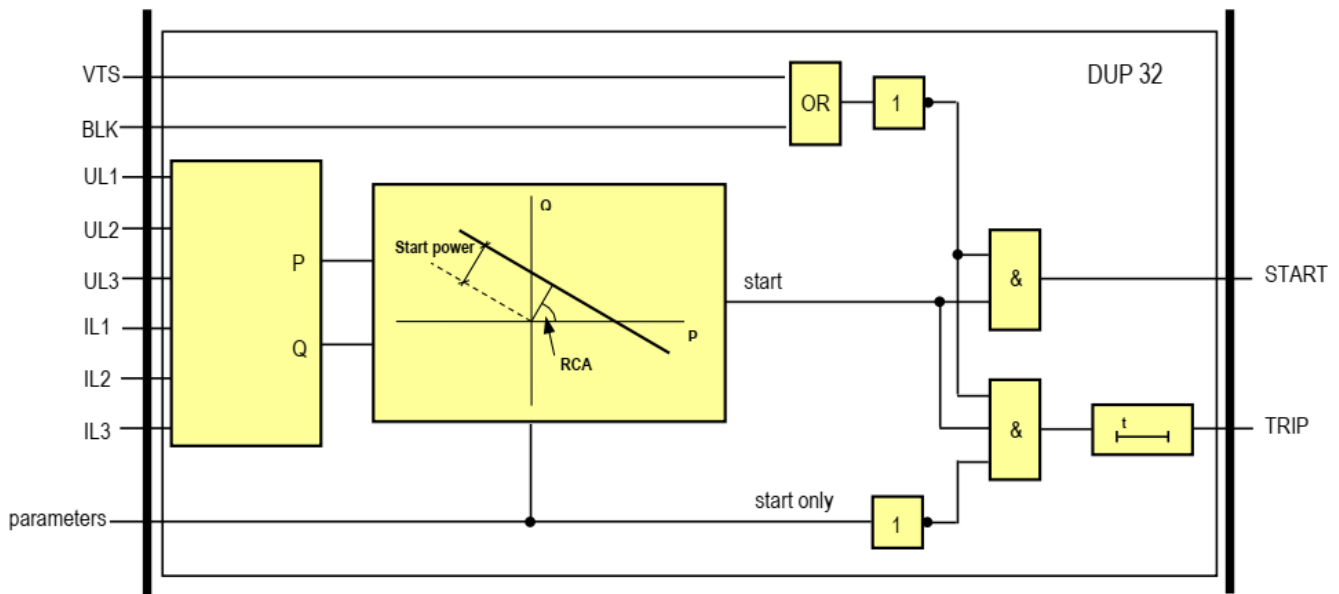 DUP 32
VTS
OR
1
BLK
UL1
UL2
UL3
IL1
IL2
IL3
P
Q
Q
Start power
P
RCA
start
&
START
&
t
TRIP
parameters
start only
1